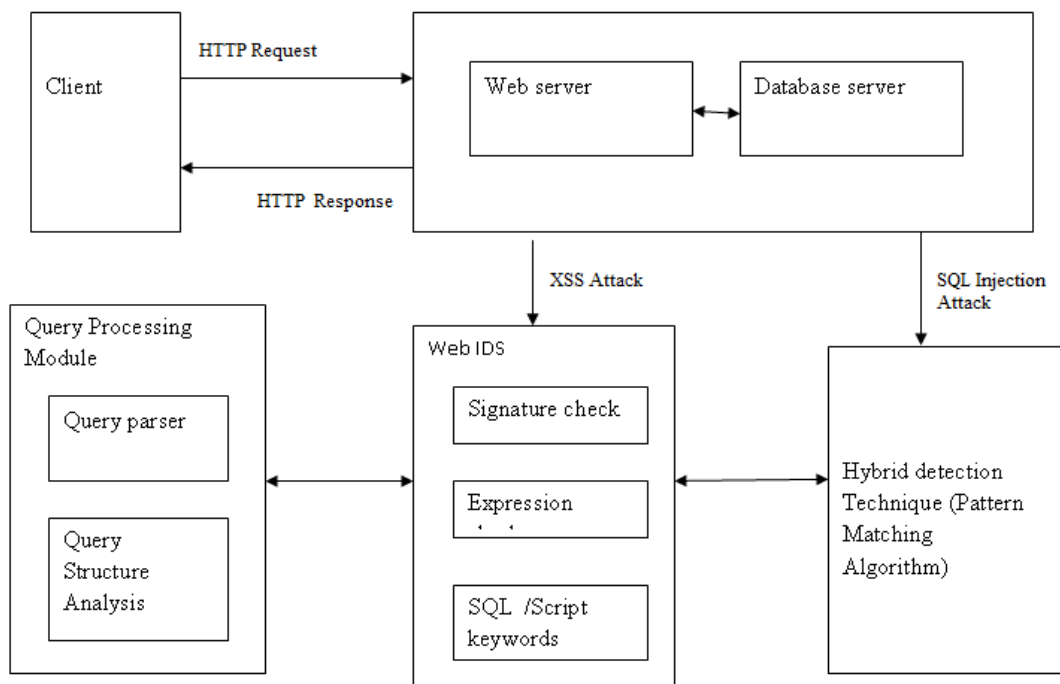 HTTP Request
Client
Web server
Database server
HTTP Response
XSS Attack
SQL Injection
Attack
Query Processing
Module
Query parser
Query
Structure
Analysis
Web IDS
Signature check
Expression
SQL /Script
keywords
Hybrid detection
Technique (Pattern
Matching
Algorithm)